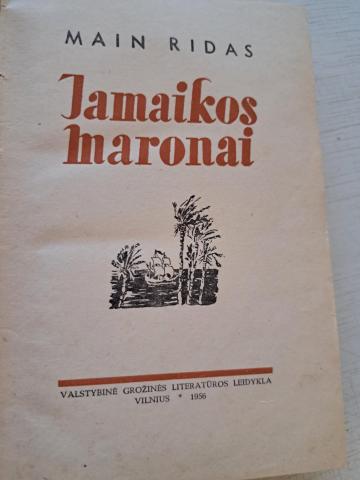 MAIN RIDAS
Jamaikos
maronai
VALSTYBINĖ GROŽINĖS LITERATŪROS LEIDYKLA
VILNIUS * 1956